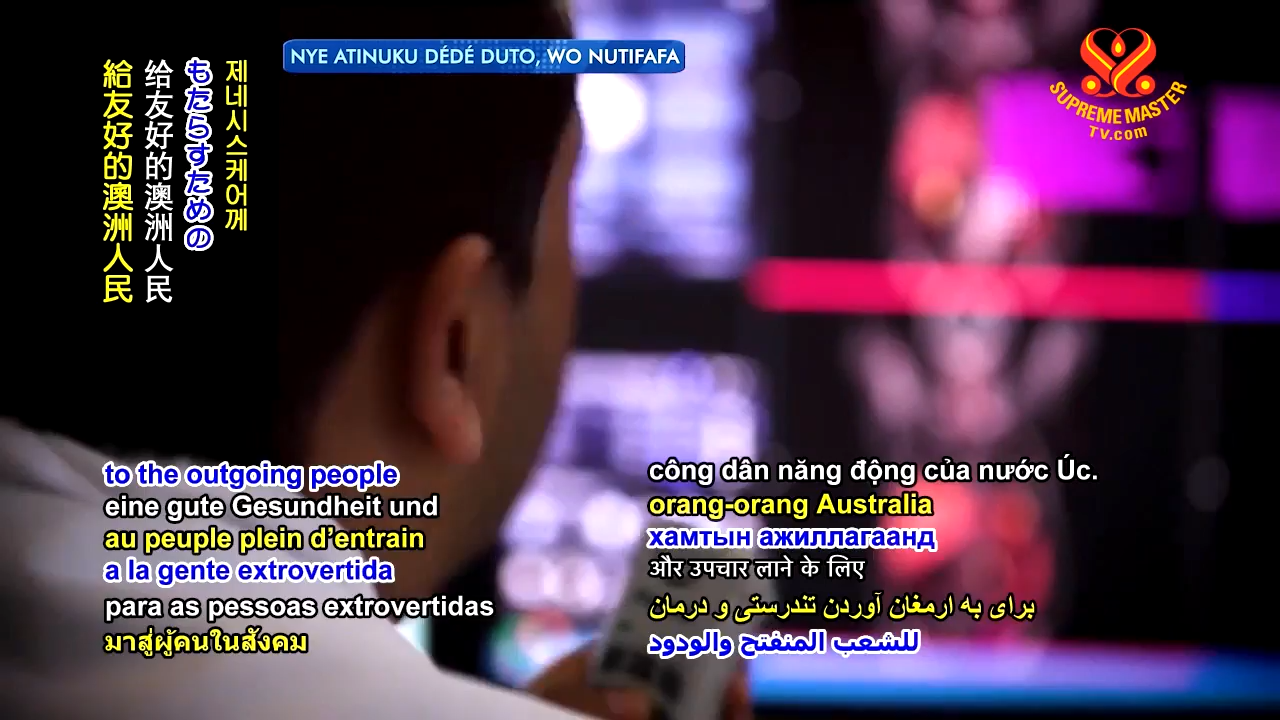 NYE ATINUKU DÉDÉ DUTO, WO NUTIFAFA
SUPREME MASTER
TV.com
제네시스케어께
もたらすための
给友好的澳洲人民
給友好的澳洲人民
to the outgoing people
eine gute Gesundheit und
au peuple plein d’entrain
a la gente extrovertida
para as pessoas extrovertidas
มาสู่ผู้คนในสังคม
công dân năng động của nước Úc.
orang-orang Australia
хамтын ажиллагаанд
और उपचार लाने के लिए
برای به ارمغان آوردن تندرستی و درمان
للشعب المنفتح والودود